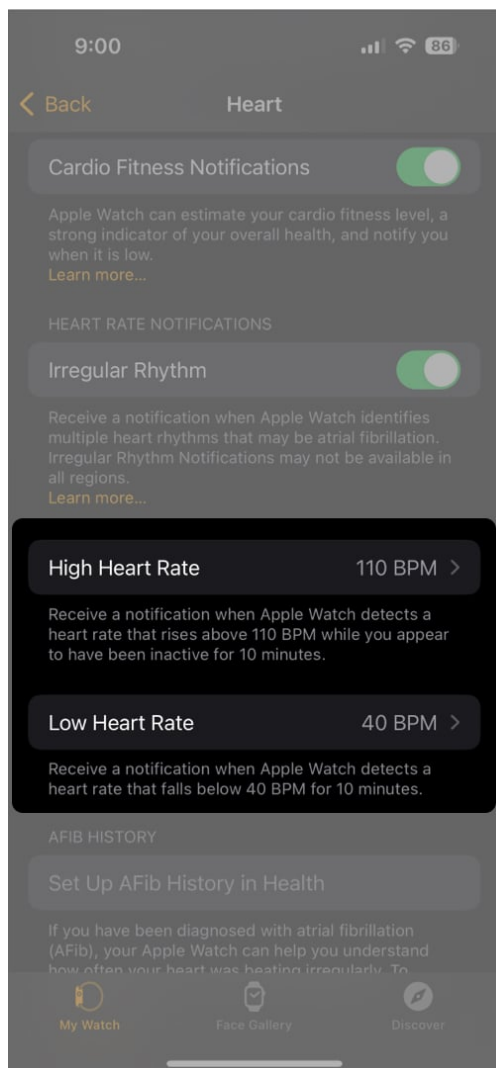 9:00
86
Back
Heart
Cardio Fitness Notifications
Apple Watch can estimate your cardio fitness level, a
strong indicator of your overall health, and notify you
when it is low.
Learn more...
HEART RATE NOTIFICATIONS
Irregular Rhythm
Receive a notification when Apple Watch identifies
multiple heart rhythms that may be atrial fibrillation.
Irregular Rhythm Notifications may not be available in
all regions.
Learn more...
High Heart Rate 110 BPM
Receive a notification when Apple Watch detects a
heart rate that rises above 110 BPM while you appear
to have been inactive for 10 minutes.
Low Heart Rate 40 BPM
Receive a notification when Apple Watch detects a
heart rate that falls below 40 BPM for 10 minutes.
AFIB HISTORY
Set Up AFib History in Health
If you have been diagnosed with atrial fibrillation
(AFib), your Apple Watch can help you understand
how often your heart was beating irregularly. To
My Watch
Face Gallery
Discover